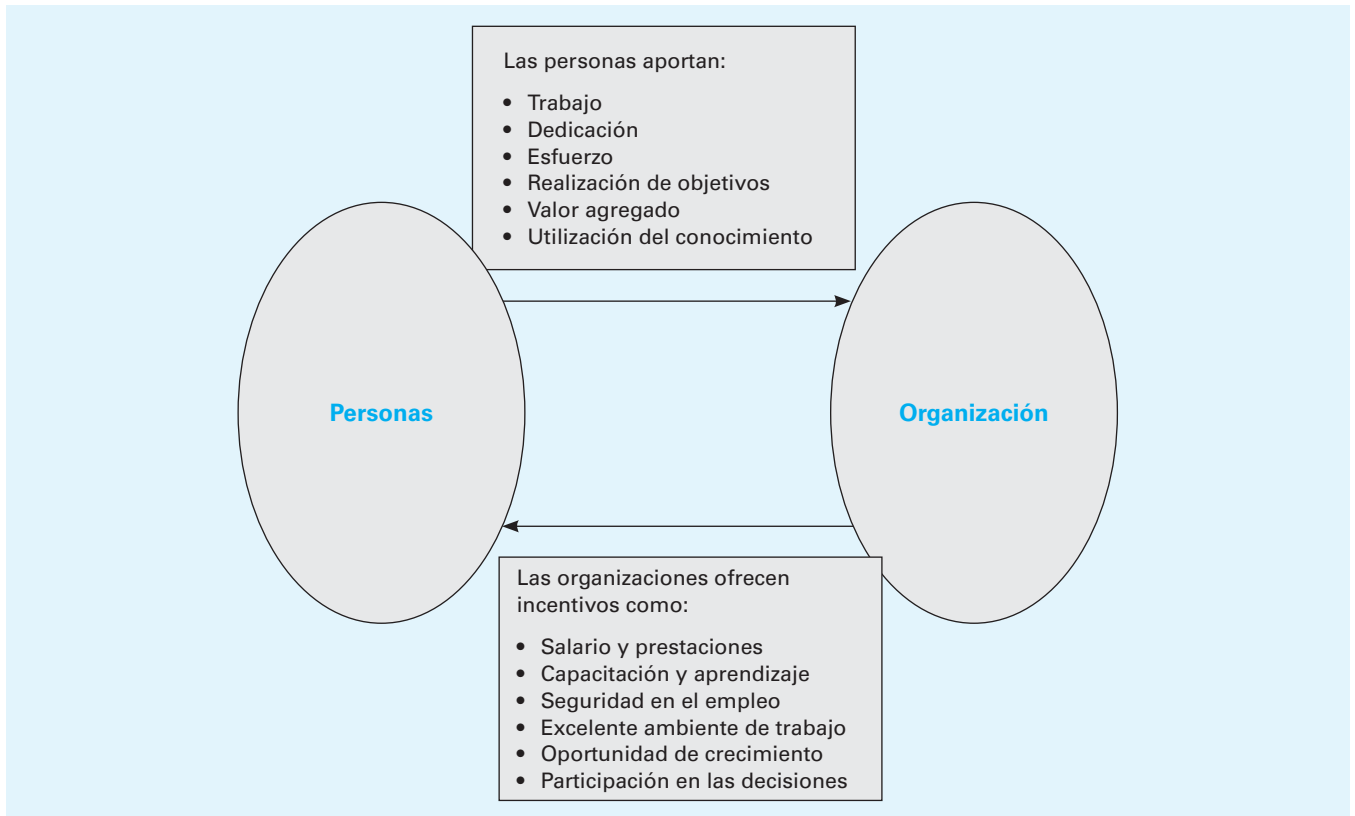 Las personas aportan:
• Trabajo
• Dedicación
• Esfuerzo
• Realización de objetivos
• Valor agregado
• Utilización del conocimiento
Personas
Organización
Las organizaciones ofrecen
incentivos como:
• Salario y prestaciones
• Capacitación y aprendizaje
• Seguridad en el empleo
• Excelente ambiente de trabajo
• Oportunidad de crecimiento
• Participación en las decisiones